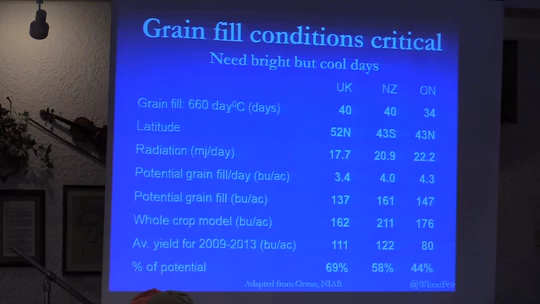 Grain fill conditions critical
Need bright but cool days
UK NZ ON
Grain fill: 660 day⁰C (days) 40 40 34
Latitude 52N 43S 43N
Radiation (mj/day) 17.7 20.9 22.2
Potential grain fill/day (bu/ac) 3.4 4.0 4.3
Potential grain fill (bu/ac) 137 161 147
Whole crop model (bu/ac) 162 211 176
Av. yield for 2009-2013 (bu/ac) 111 122 80
% of potential 69% 58% 44%
Adapted from NIAB
@WheatPete